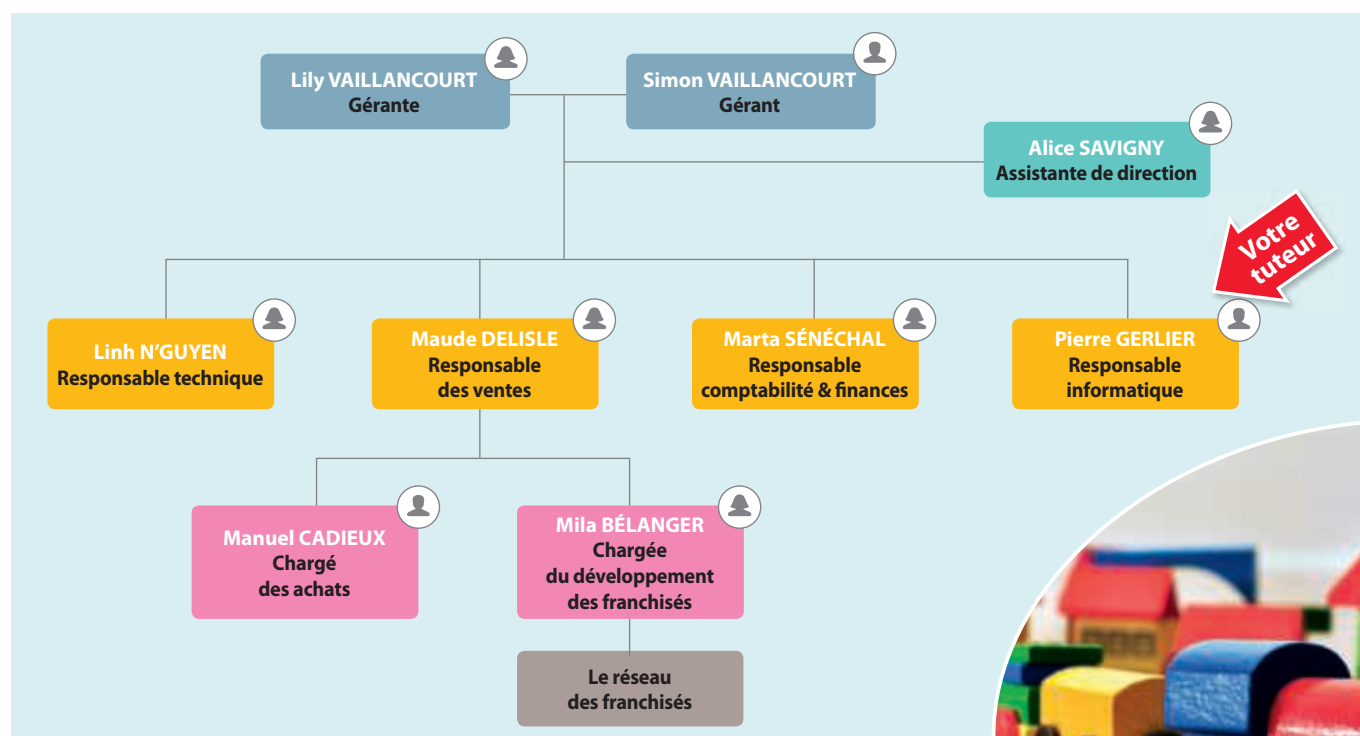 Lily VAILLANCOURT
Gérante
Simon VAILLANCOURT
Gérant
Alice SAVIGNY
Assistante de direction
Votre
tuteur
Linh N'GUYEN
Responsable technique
Maude DELISLE
Responsable
des ventes
Marta SÉNÉCHAL
Responsable
comptabilité & finances
Pierre GERLIER
Responsable
informatique
Manuel CADIEUX
Chargé
des achats
Mila BÉLANGER
Chargée
du développement
des franchisés
Le réseau
des franchisés